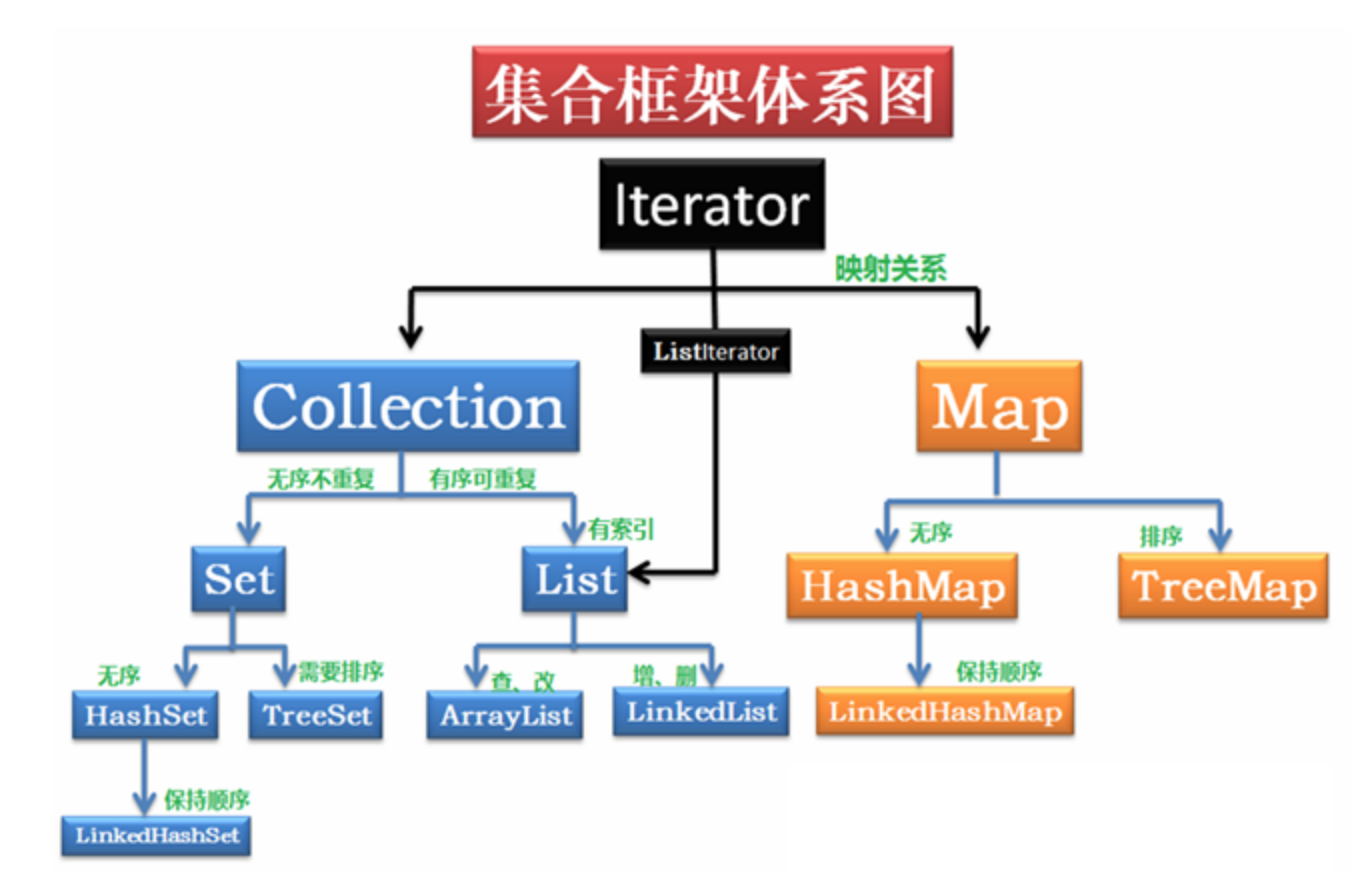 集合框架体系图
Iterator
映射关系
ListIterator
Collection
Map
无序不重复
有序可重复
有索引
无序
排序
Set
List
HashMap
TreeMap
无序
需要排序
查、改
增、删
保持顺序
HashSet
TreeSet
ArrayList
LinkedList
LinkedHashMap
保持顺序
LinkedHashSet